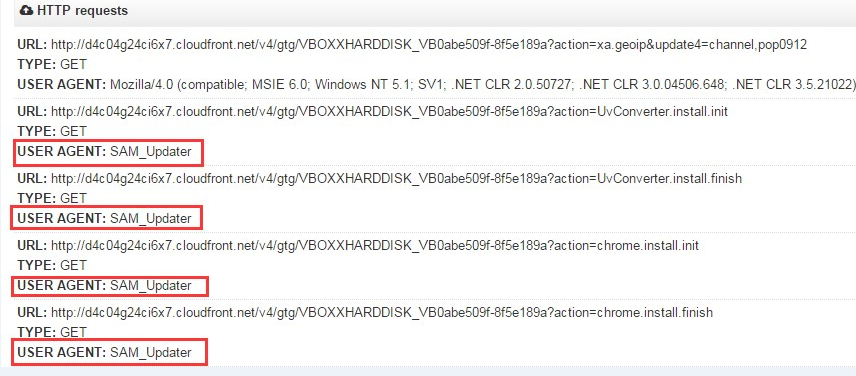 HTTP requests
URL: http://d4c04g24ci6x7.cloudfront.net/v4/gtg/VBOXXHARDDISK_VB0abe509f-8f5e189a?action=xa.geoip&update4=channel,pop0912
TYPE: GET
USER AGENT: Mozilla/4.0 (compatible; MSIE 6.0; Windows NT 5.1; SV1; .NET CLR 2.0.50727; .NET CLR 3.0.04506.648; .NET CLR 3.5.21022)
URL: http://d4c04g24ci6x7.cloudfront.net/v4/gtg/VBOXXHARDDISK_VB0abe509f-8f5e189a?action=UvConverter.install.init
TYPE: GET
USER AGENT: SAM_Updater
URL: http://d4c04g24ci6x7.cloudfront.net/v4/gtg/VBOXXHARDDISK_VB0abe509f-8f5e189a?action=UvConverter.install.finish
TYPE: GET
USER AGENT: SAM_Updater
URL: http://d4c04g24ci6x7.cloudfront.net/v4/gtg/VBOXXHARDDISK_VB0abe509f-8f5e189a?action=chrome.install.init
TYPE: GET
USER AGENT: SAM_Updater
URL: http://d4c04g24ci6x7.cloudfront.net/v4/gtg/VBOXXHARDDISK_VB0abe509f-8f5e189a?action=chrome.install.finish
TYPE: GET
USER AGENT: SAM_Updater